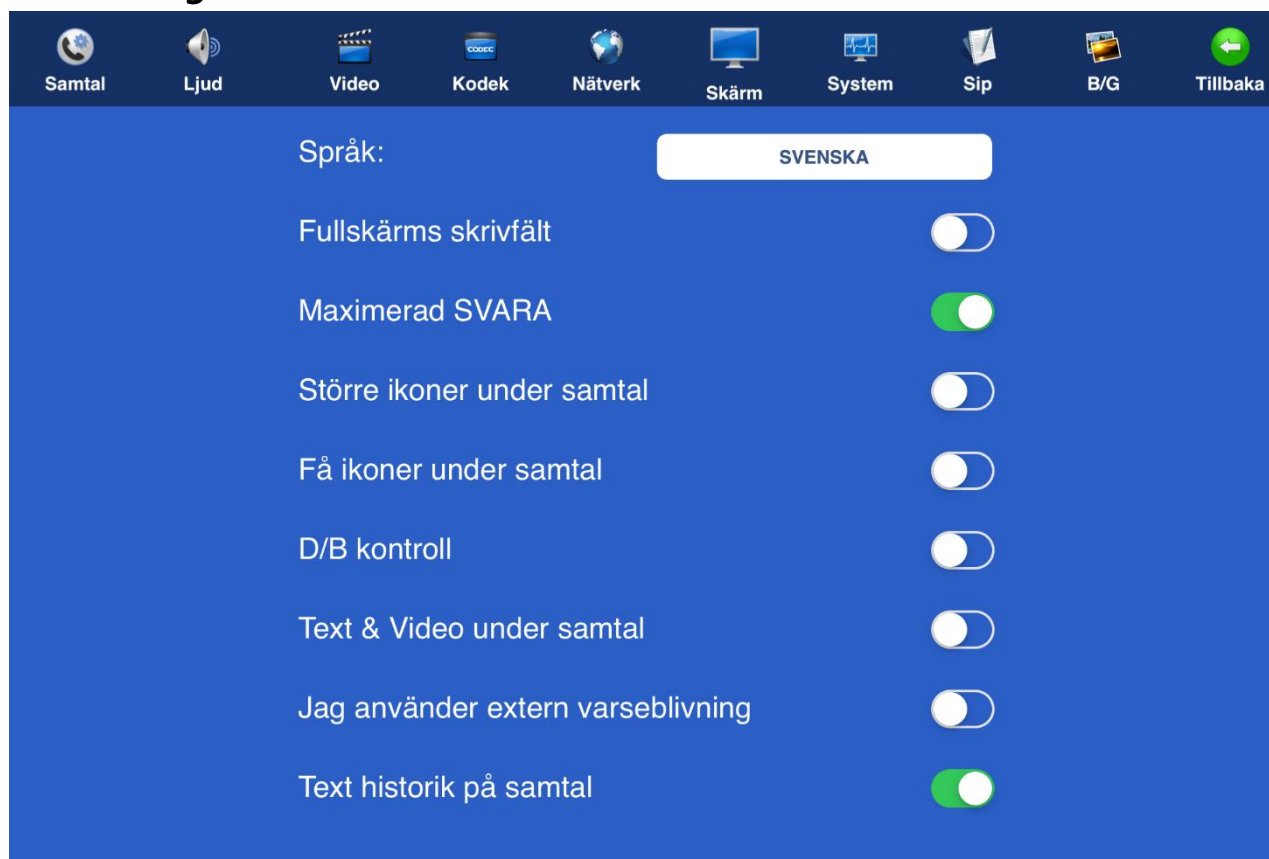 Samtal Ljud Video Kodek Nätverk Skärm System Sip B/G Tillbaka
CODEC
Språk: SVENSKA
Fullskärms skrivfält
Maximerad SVARA
Större ikoner under samtal
Få ikoner under samtal
D/B kontroll
Text & Video under samtal
Jag använder extern varseblivning
Text historik på samtal